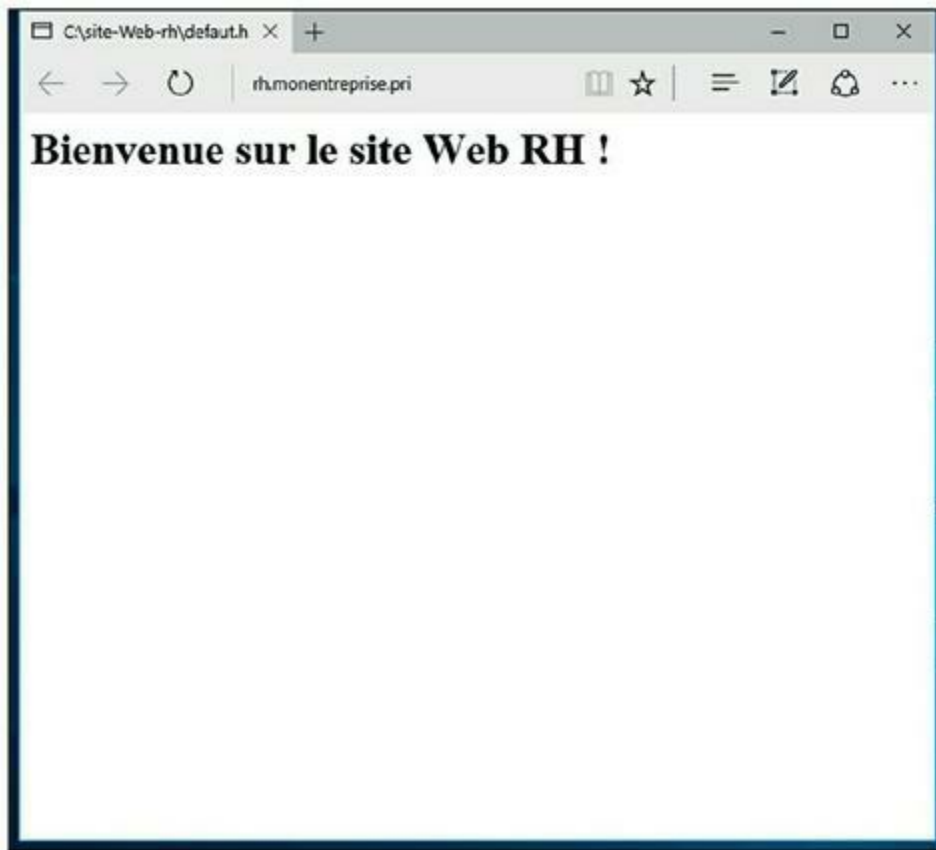 C:\site-Web-rh\defaut.h
rh.monentreprise.pri
Bienvenue sur le site Web RH !